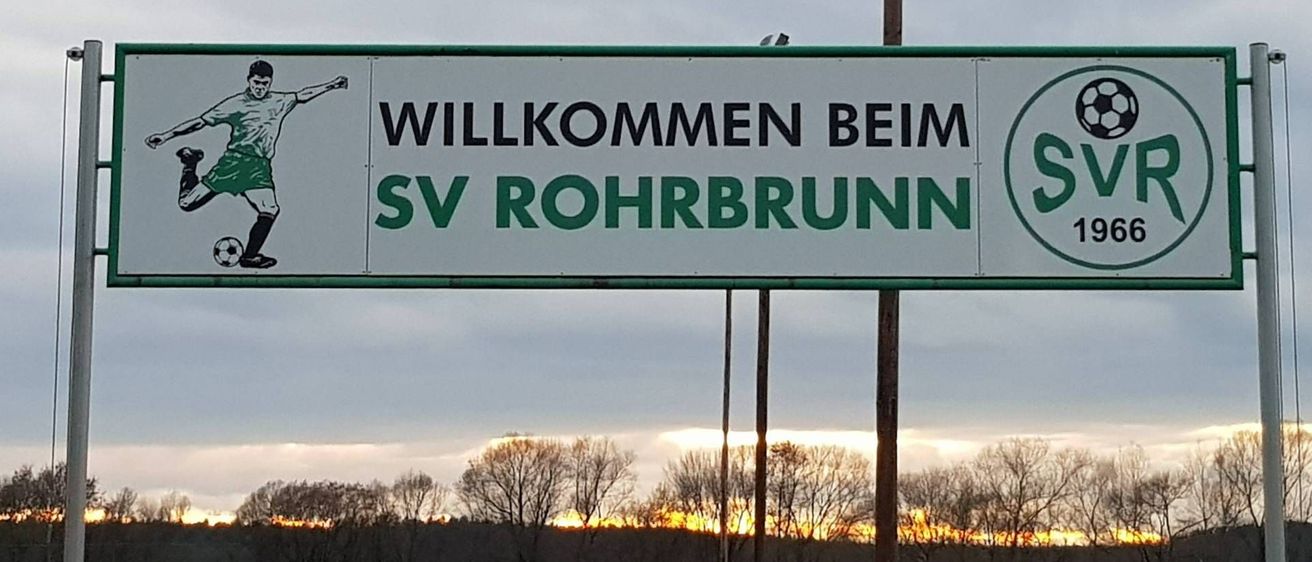 WILLKOMMEN BEIM
SV ROHRBRUNN
SVR
1966